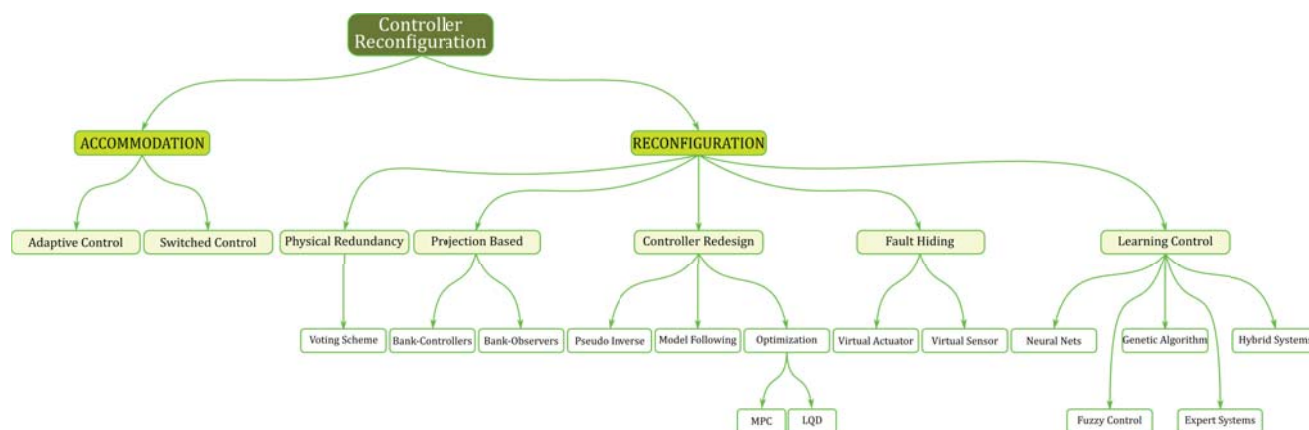 Controller
Reconfiguration
ACCOMMODATION
RECONFIGURATION
Adaptive Control
Switched Control
Physical Redundancy
Projection Based
Controller Redesign
Fault Hiding
Learning Control
Voting Scheme
Bank-Controllers
Bank-Observers
Pseudo Inverse
Model Following
Optimization
Virtual Actuator
Virtual Sensor
Neural Nets
Genetic Algorithm
Hybrid Systems
MPC
LQD
Fuzzy Control
Expert Systems